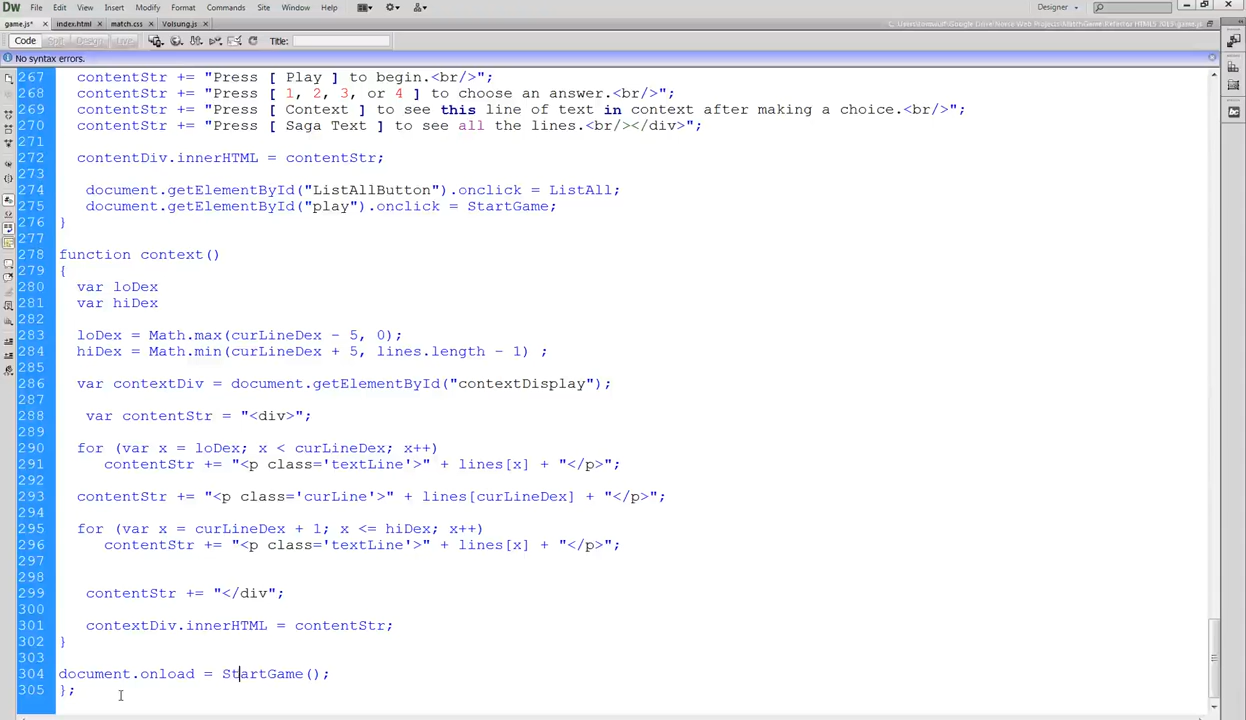 Dw File Edit View Insert Modify Format Commands Site Window Help Designer
game.js* × index.html × match.css × Volsung.js ×
Code Split Design Live Title:
No syntax errors.
267 contentStr += "Press [ Play ] to begin.<br/>";
268 contentStr += "Press [ 1, 2, 3, or 4 ] to choose an answer.<br/>";
269 contentStr += "Press [ Context ] to see this line of text in context after making a choice.<br/>";
270 contentStr += "Press [ Saga Text ] to see all the lines.<br/></div>";
271
272 contentDiv.innerHTML = contentStr;
273
274 document.getElementById("ListAllButton").onclick = ListAll;
275 document.getElementById("play").onclick = StartGame;
276 }
277
278 function context()
279 {
280 var loDex
281 var hiDex
282
283 loDex = Math.max(curLineDex - 5, 0);
284 hiDex = Math.min(curLineDex + 5, lines.length - 1) ;
285
286 var contextDiv = document.getElementById("contextDisplay");
287
288 var contentStr = "<div>";
289
290 for (var x = loDex; x < curLineDex; x++)
291 contentStr += "<p class='textLine'>" + lines[x] + "</p>";
292
293 contentStr += "<p class='curLine'>" + lines[curLineDex] + "</p>";
294
295 for (var x = curLineDex + 1; x <= hiDex; x++)
296 contentStr += "<p class='textLine'>" + lines[x] + "</p>";
297
298
299 contentStr += "</div";
300
301 contextDiv.innerHTML = contentStr;
302 }
303
304 document.onload = StartGame();
305 };